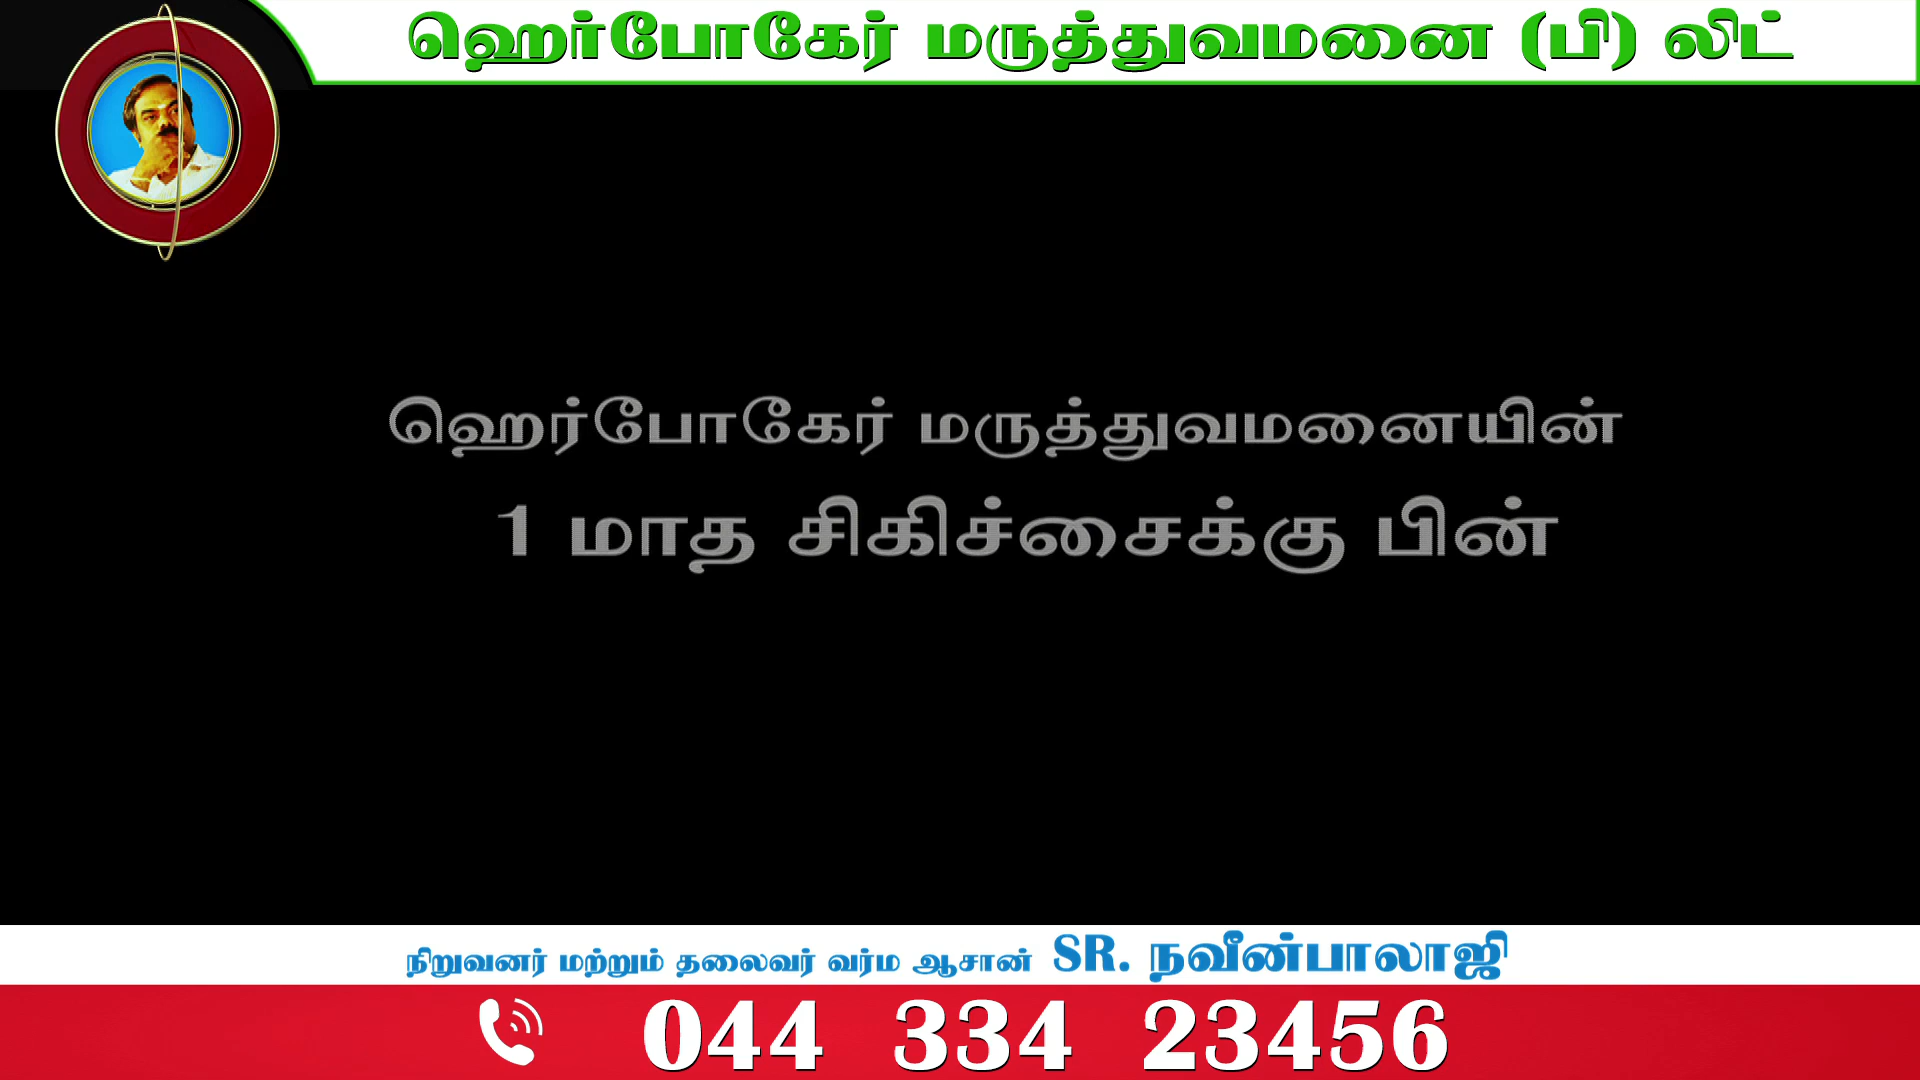 ஹெர்போகேர் மருத்துவமனை (பி) லிட்
ஹெர்போகேர் மருத்துவமனையின்
1 மாத சிகிச்சைக்கு பின்
நிறுவனர் மற்றும் தலைவர் வர்ம ஆசான் SR. நவீன்பாலாஜி
044 334 23456